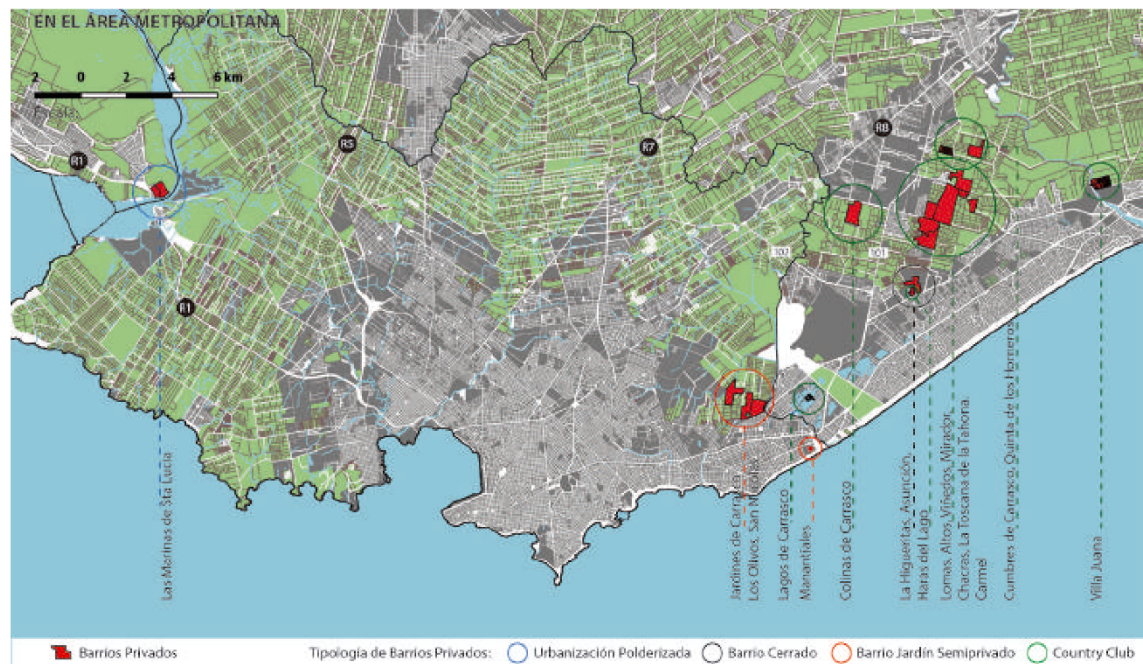 EN EL ÁREA METROPOLITANA
2 0 2 4 6 km
Escala:
R1
R5
R7
R8
R1
102
101
Las Marinas de Sta Lucía
Jardines de Carrasco,
Los Olivos, San Nicolás
Lagos de Carrasco
Manantiales
Colinas de Carrasco
La Higueritas, Asunción,
Haras del Lago
Lomas, Altos, Viñedos, Mirador,
Chacras, La Toscana de la Tahona.
Carmel
Cumbres de Carrasco, Quinta de los Horneros
Villa Juana
Barrios Privados
Tipología de Barrios Privados:
Urbanización Polderizada
Barrio Cerrado
Barrio Jardín Semiprivado
Country Club